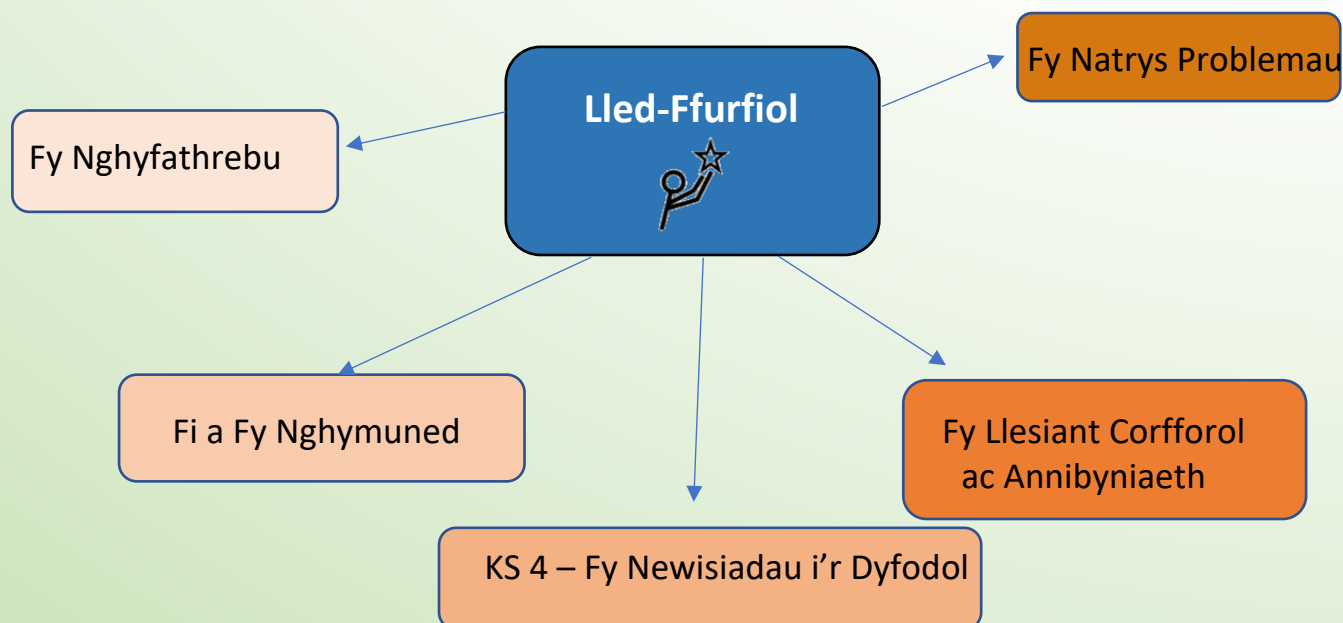 Lled-Ffurfiol
Fy Natrys Problemau
Fy Nghyfathrebu
Fi a Fy Nghymuned
Fy Llesiant Corfforol
ac Annibyniaeth
KS 4 – Fy Newisiadau i’r Dyfodol